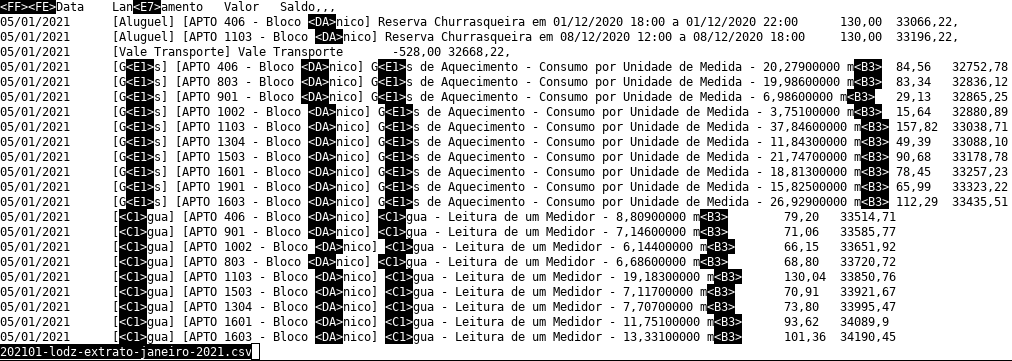 <FF><FE>Data    Lan<E7>amento   Valor   Saldo,,,
05/01/2021      [Aluguel] [APTO 406 - Bloco <DA>nico] Reserva Churrasqueira em 01/12/2020 18:00 a 01/12/2020 22:00      130,00  33066,22,
05/01/2021      [Aluguel] [APTO 1103 - Bloco <DA>nico] Reserva Churrasqueira em 08/12/2020 12:00 a 08/12/2020 18:00     130,00  33196,22,
05/01/2021      [Vale Transporte] Vale Transporte       -528,00 32668,22,
05/01/2021      [G<E1>s] [APTO 406 - Bloco <DA>nico] G<E1>s de Aquecimento - Consumo por Unidade de Medida - 20,27900000 m<B3>  84,56   32752,78
05/01/2021      [G<E1>s] [APTO 803 - Bloco <DA>nico] G<E1>s de Aquecimento - Consumo por Unidade de Medida - 19,98600000 m<B3>  83,34   32836,12
05/01/2021      [G<E1>s] [APTO 901 - Bloco <DA>nico] G<E1>s de Aquecimento - Consumo por Unidade de Medida - 6,98600000 m<B3>   29,13   32865,25
05/01/2021      [G<E1>s] [APTO 1002 - Bloco <DA>nico] G<E1>s de Aquecimento - Consumo por Unidade de Medida - 3,75100000 m<B3>  15,64   32880,89
05/01/2021      [G<E1>s] [APTO 1103 - Bloco <DA>nico] G<E1>s de Aquecimento - Consumo por Unidade de Medida - 37,84600000 m<B3> 157,82  33038,71
05/01/2021      [G<E1>s] [APTO 1304 - Bloco <DA>nico] G<E1>s de Aquecimento - Consumo por Unidade de Medida - 11,84300000 m<B3> 49,39   33088,10
05/01/2021      [G<E1>s] [APTO 1503 - Bloco <DA>nico] G<E1>s de Aquecimento - Consumo por Unidade de Medida - 21,74700000 m<B3> 90,68   33178,78
05/01/2021      [G<E1>s] [APTO 1601 - Bloco <DA>nico] G<E1>s de Aquecimento - Consumo por Unidade de Medida - 18,81300000 m<B3> 78,45   33257,23
05/01/2021      [G<E1>s] [APTO 1901 - Bloco <DA>nico] G<E1>s de Aquecimento - Consumo por Unidade de Medida - 15,82500000 m<B3> 65,99   33323,22
05/01/2021      [G<E1>s] [APTO 1603 - Bloco <DA>nico] G<E1>s de Aquecimento - Consumo por Unidade de Medida - 26,92900000 m<B3> 112,29  33435,51
05/01/2021      [<C1>gua] [APTO 406 - Bloco <DA>nico] <C1>gua - Leitura de um Medidor - 8,80900000 m<B3>        79,20   33514,71
05/01/2021      [<C1>gua] [APTO 901 - Bloco <DA>nico] <C1>gua - Leitura de um Medidor - 7,14600000 m<B3>        71,06   33585,77
05/01/2021      [<C1>gua] [APTO 1002 - Bloco <DA>nico] <C1>gua - Leitura de um Medidor - 6,14400000 m<B3>       66,15   33651,92
05/01/2021      [<C1>gua] [APTO 803 - Bloco <DA>nico] <C1>gua - Leitura de um Medidor - 6,68600000 m<B3>        68,80   33720,72
05/01/2021      [<C1>gua] [APTO 1103 - Bloco <DA>nico] <C1>gua - Leitura de um Medidor - 19,18300000 m<B3>      130,04  33850,76
05/01/2021      [<C1>gua] [APTO 1503 - Bloco <DA>nico] <C1>gua - Leitura de um Medidor - 7,11700000 m<B3>       70,91   33921,67
05/01/2021      [<C1>gua] [APTO 1304 - Bloco <DA>nico] <C1>gua - Leitura de um Medidor - 7,70700000 m<B3>       73,80   33995,47
05/01/2021      [<C1>gua] [APTO 1601 - Bloco <DA>nico] <C1>gua - Leitura de um Medidor - 11,75100000 m<B3>      93,62   34089,9
05/01/2021      [<C1>gua] [APTO 1603 - Bloco <DA>nico] <C1>gua - Leitura de um Medidor - 13,33100000 m<B3>      101,36  34190,45
202101-lodz-extrato-janeiro-2021.csv